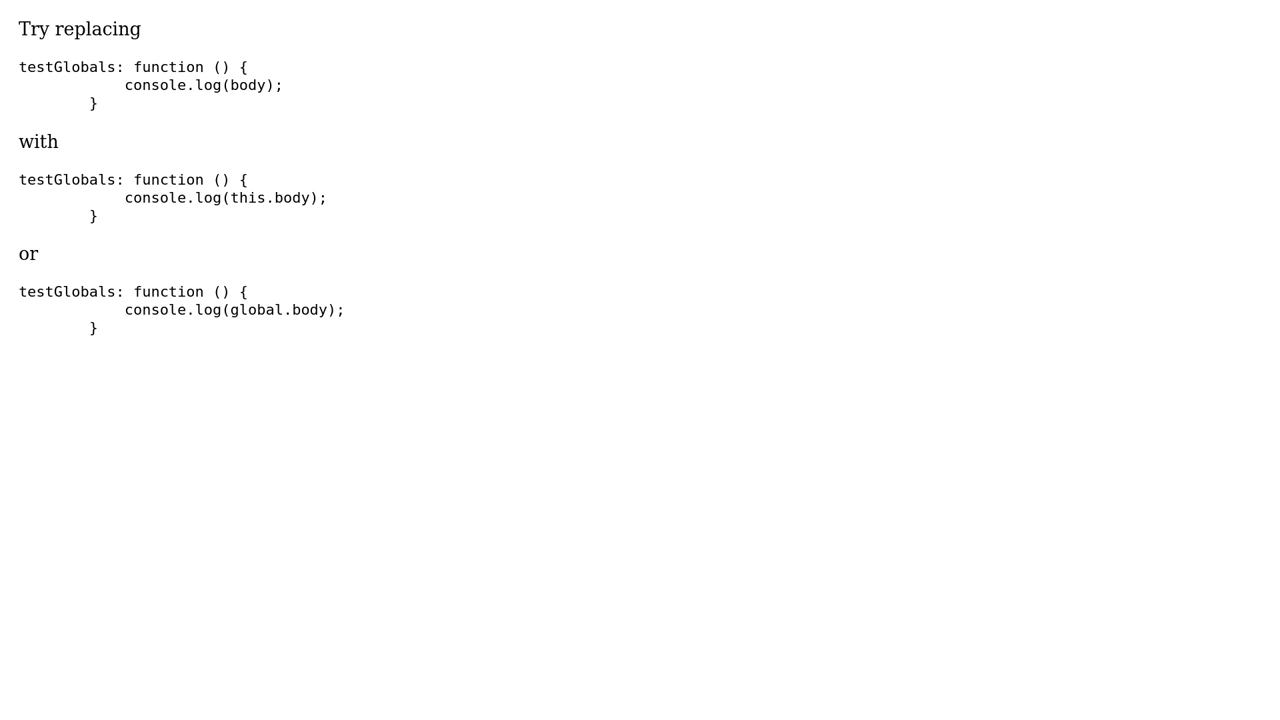 Try replacing
testGlobals: function () {
            console.log(body);
        }
with
testGlobals: function () {
            console.log(this.body);
        }
or
testGlobals: function () {
            console.log(global.body);
        }